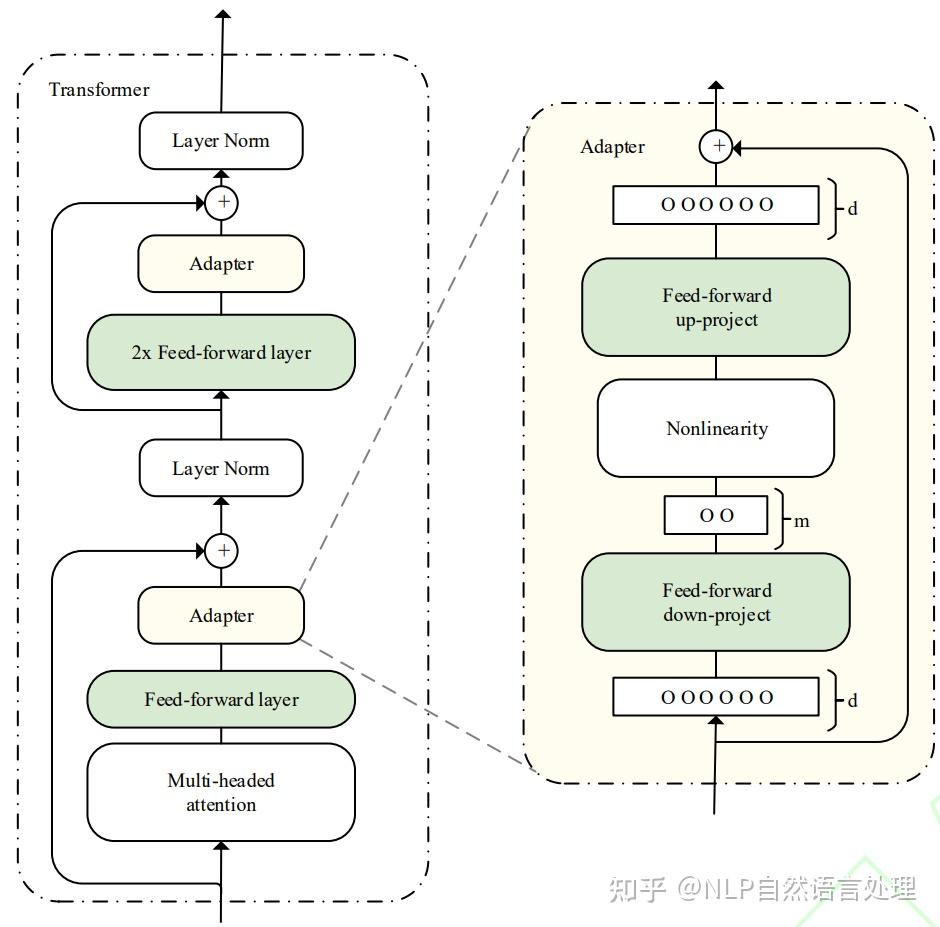 Transformer
Layer Norm
+
Adapter
2x Feed-forward layer
Layer Norm
+
Adapter
Feed-forward layer
Multi-headed
attention
Adapter
+
O O O O O O
d
Feed-forward
up-project
Nonlinearity
O O
m
Feed-forward
down-project
O O O O O O
d
知乎 @NLP自然语言处理